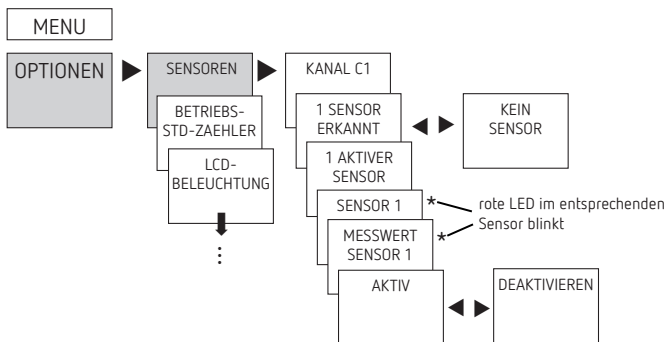 MENU
OPTIONEN
SENSOREN
BETRIEBS-
STD-ZAEHLER
LCD-
BELEUCHTUNG
KANAL C1
1 SENSOR
ERKANNT
KEIN
SENSOR
1 AKTIVER
SENSOR
SENSOR 1 *
MESSWERT
SENSOR 1 *
rote LED im entsprechenden
Sensor blinkt
AKTIV
DEAKTIVIEREN